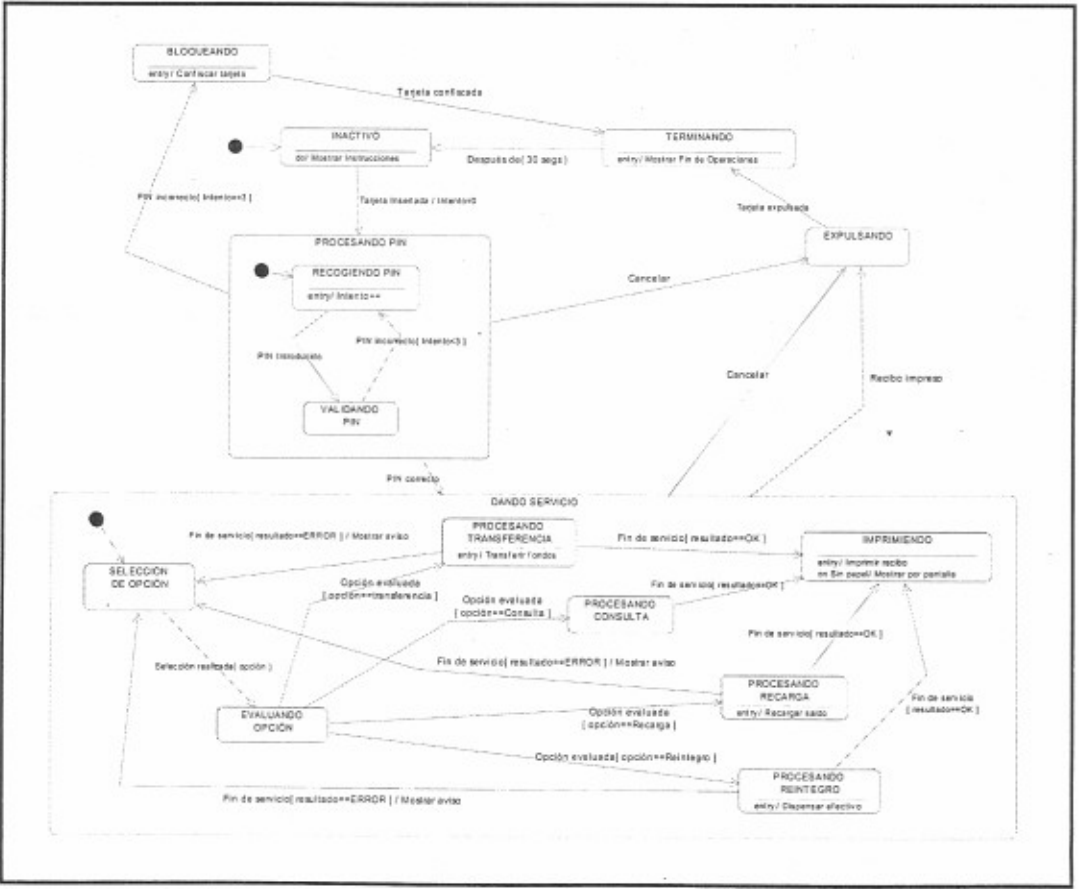 BLOQUEANDO
entry/ Confiscar tarjeta
Tarjeta confiscada
INACTIVO
do/ Mostrar Instrucciones
TERMINANDO
entry/ Mostrar Fin de Operaciones
Después de( 30 segs )
PIN incorrecto[ Intento==3 ]
Tarjeta Insertada / Intento=0
Tarjeta expulsada
EXPULSANDO
PROCESANDO PIN
RECOGIENDO PIN
entry/ Intento++
Cancelar
PIN introducido
PIN incorrecto[ Intento<3 ]
VALIDANDO
PIN
Cancelar
Recibo impreso
PIN correcto
DANDO SERVICIO
Fin de servicio[ resultado==ERROR ] / Mostrar aviso
PROCESANDO
TRANSFERENCIA
entry/ Transferir fondos
Fin de servicio[ resultado==OK ]
IMPRIMIENDO
entry/ Imprimir recibo
on Sin papel/ Mostrar por pantalla
SELECCIÓN
DE OPCIÓN
Opción evaluada
[ opción==transferencia ]
Opción evaluada
[ opción==Consulta ]
PROCESANDO
CONSULTA
Fin de servicio[ resultado==OK ]
Fin de servicio[ resultado==OK ]
Selección realizada( opción )
Fin de servicio[ resultado==ERROR ] / Mostrar aviso
PROCESANDO
RECARGA
entry/ Recargar saldo
Fin de servicio
[ resultado==OK ]
EVALUANDO
OPCIÓN
Opción evaluada
[ opción==Recarga ]
Opción evaluada[ opción==Reintegro ]
PROCESANDO
REINTEGRO
entry/ Dispensar efectivo
Fin de servicio[ resultado==ERROR ] / Mostrar aviso